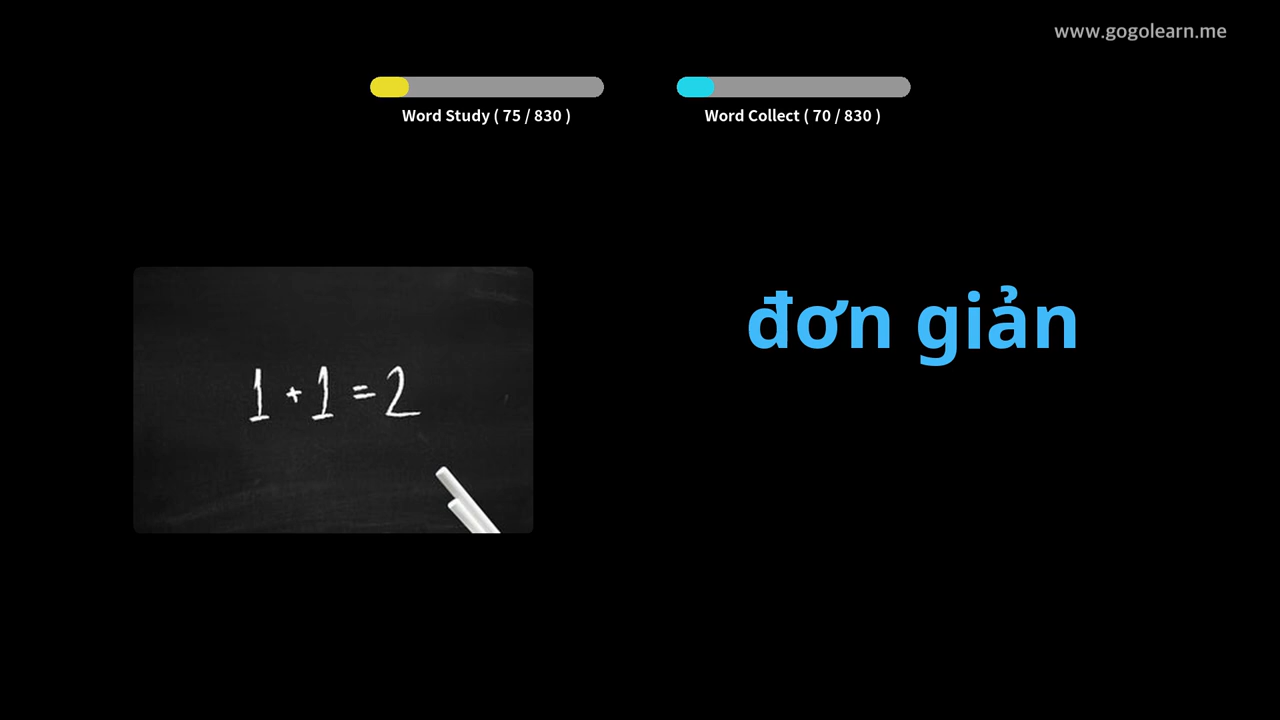 www.gogolearn.me
Word Study ( 75 / 830 )
Word Collect ( 70 / 830 )
đơn giản
1 + 1 = 2